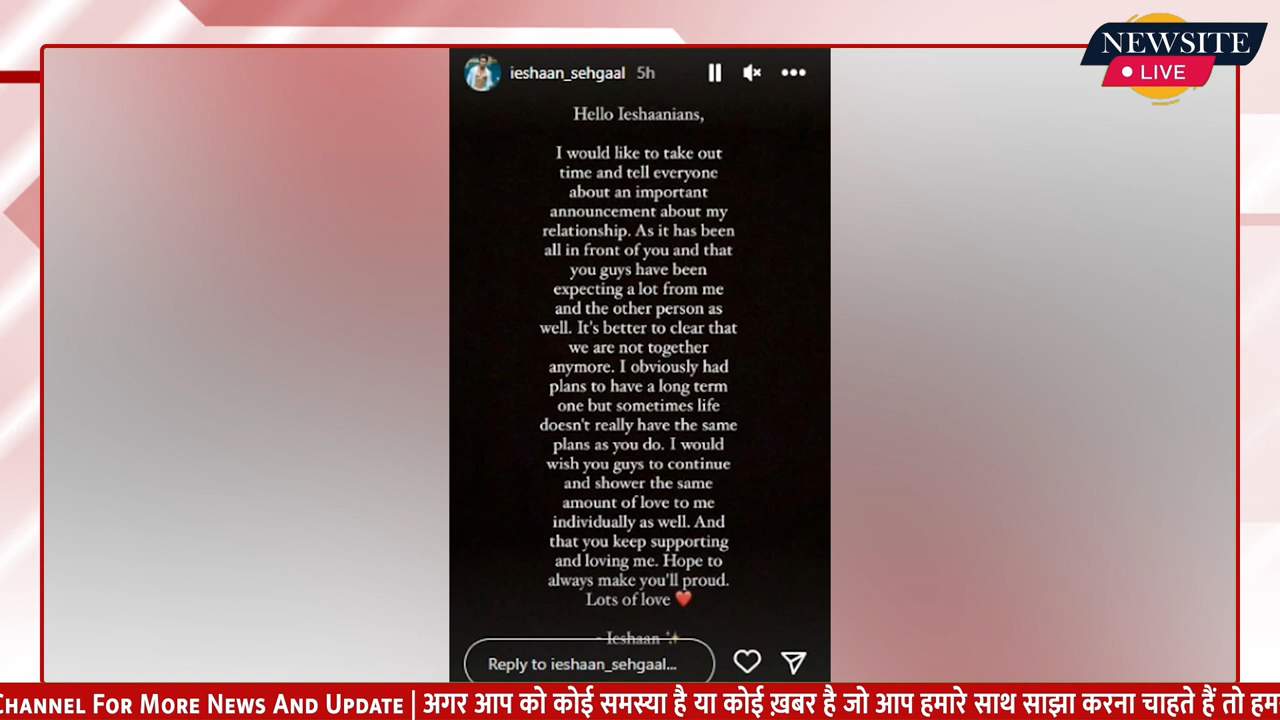 NEWSITE
LIVE
ieshaan_sehgaal 5h
Hello Ieshaanians,
I would like to take out
time and tell everyone
about an important
announcement about my
relationship. As it has been
all in front of you and that
you guys have been
expecting a lot from me
and the other person as
well. It's better to clear that
we are not together
anymore. I obviously had
plans to have a long term
one but sometimes life
doesn't really have the same
plans as you do. I would
wish you guys to continue
and shower the same
amount of love to me
individually as well. And
that you keep supporting
and loving me. Hope to
always make you'll proud.
Lots of love ❤️
- Ieshaan ✨
Reply to ieshaan_sehgaal...
Channel For More News And Update | अगर आप को कोई समस्या है या कोई ख़बर है जो आप हमारे साथ साझा करना चाहते हैं तो हम